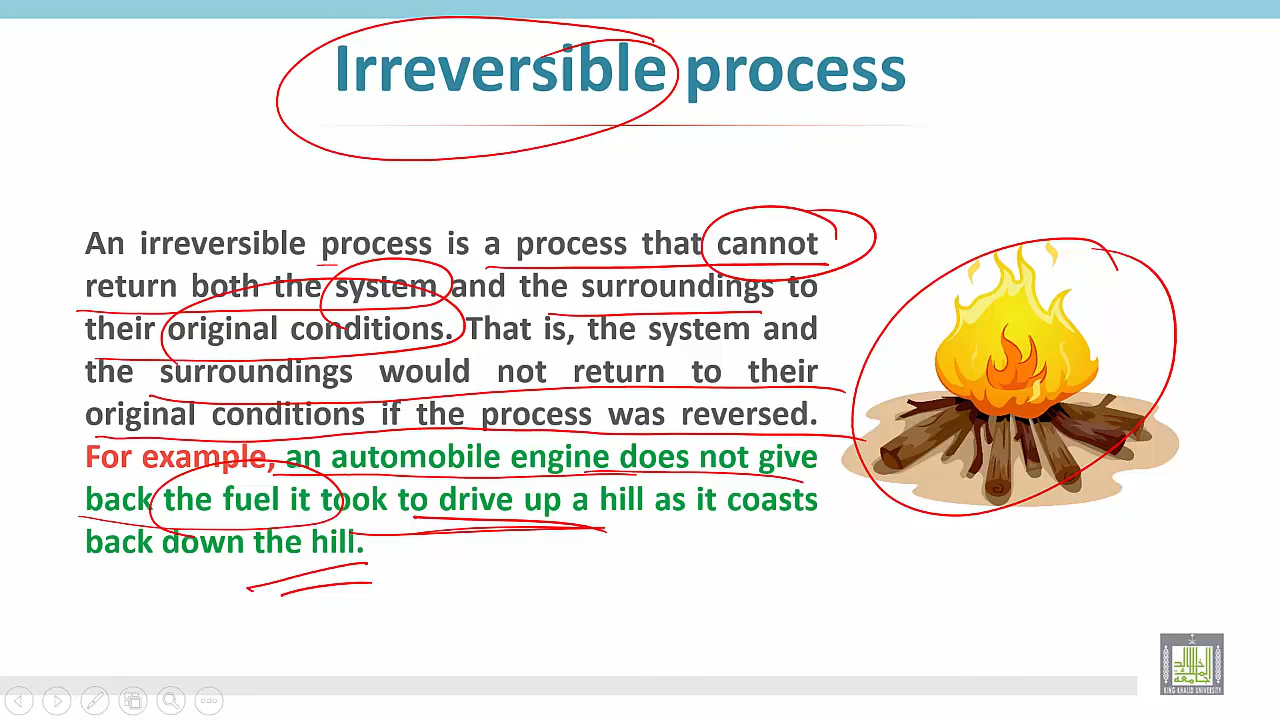 Irreversible process
An irreversible process is a process that cannot
return both the system and the surroundings to
their original conditions. That is, the system and
the surroundings would not return to their
original conditions if the process was reversed.
For example, an automobile engine does not give
back the fuel it took to drive up a hill as it coasts
back down the hill.
KING KHALID UNIVERSITY